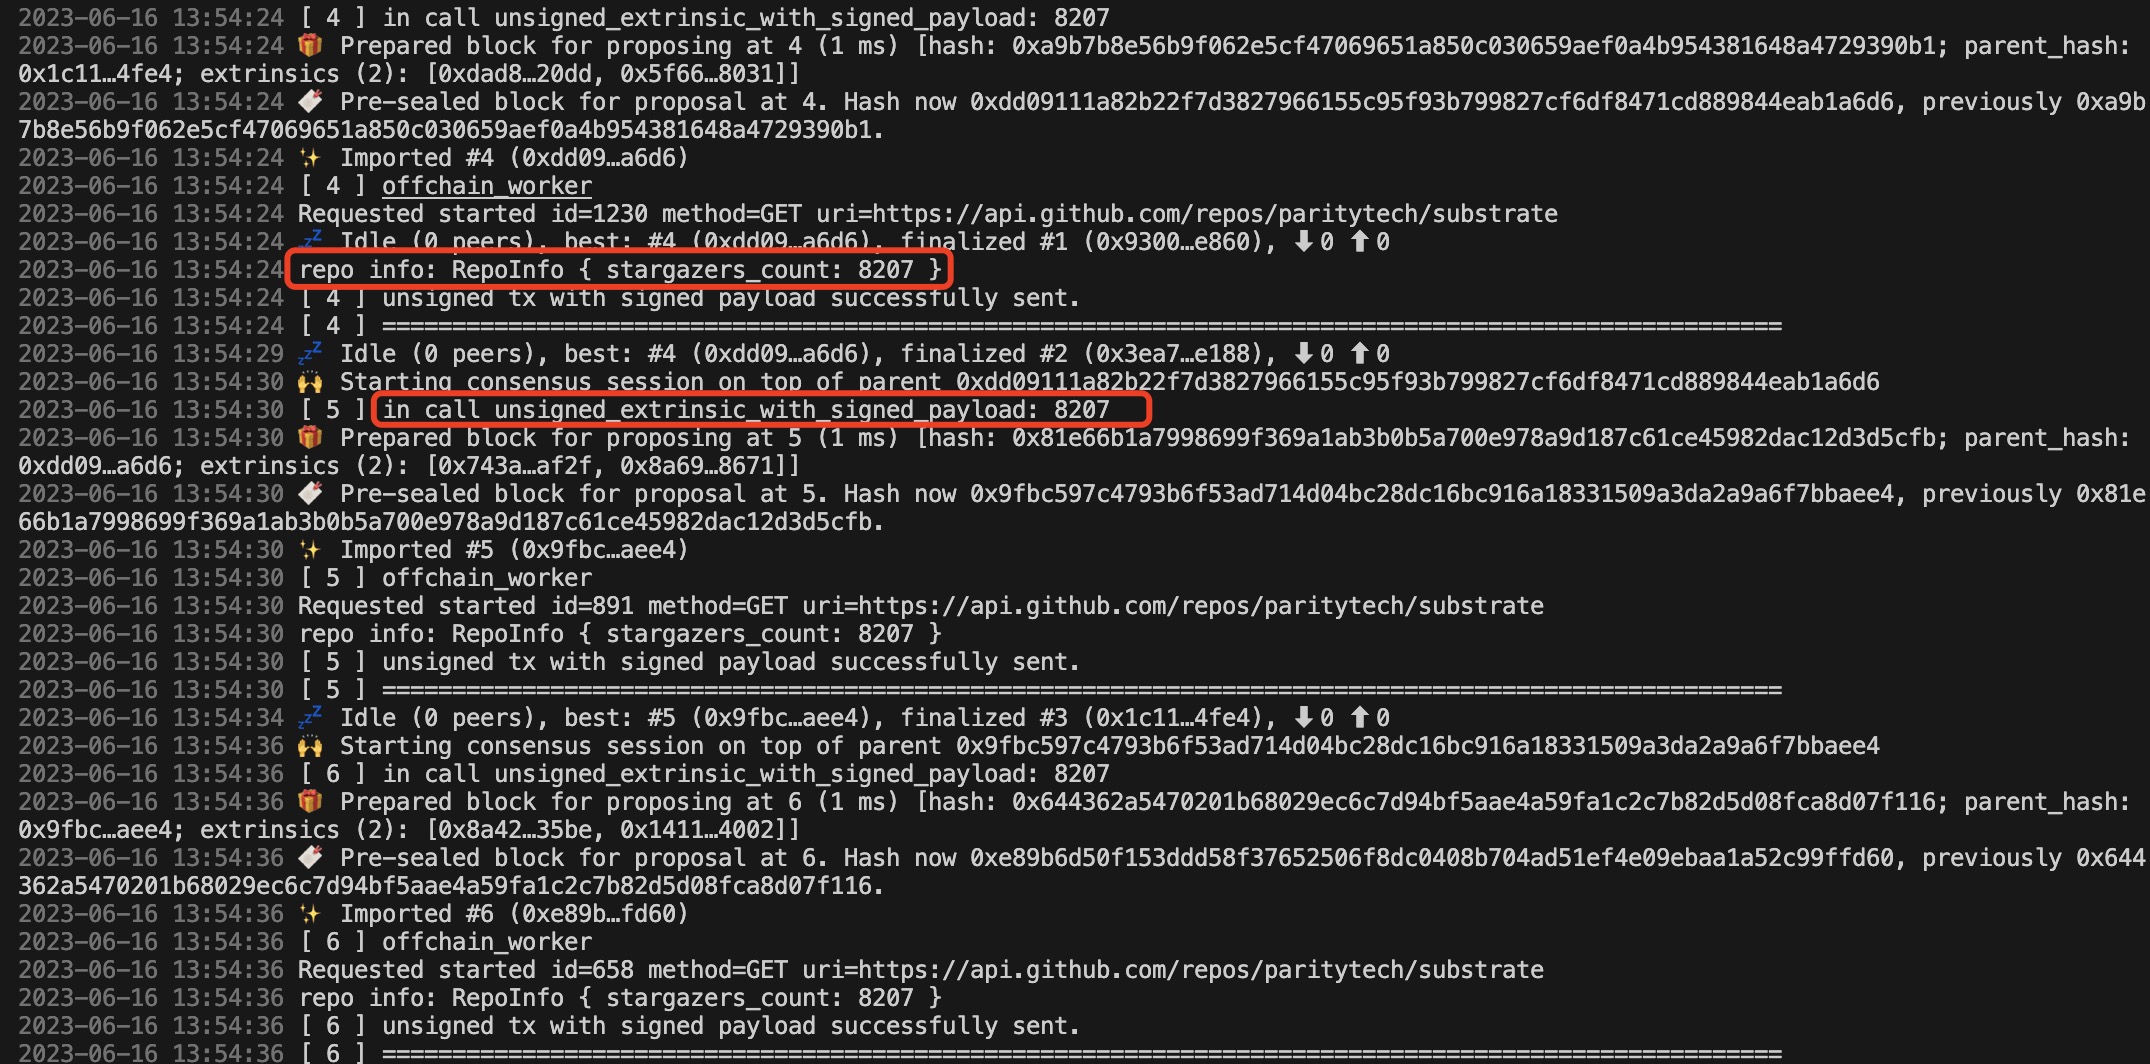 2023-06-16 13:54:24 [ 4 ] in call unsigned_extrinsic_with_signed_payload: 8207
2023-06-16 13:54:24 🎁 Prepared block for proposing at 4 (1 ms) [hash: 0xa9b7b8e56b9f062e5cf47069651a850c030659aef0a4b954381648a4729390b1; parent_hash:
0x1c11…4fe4; extrinsics (2): [0xdad8…20dd, 0x5f66…8031]]
2023-06-16 13:54:24 🔖 Pre-sealed block for proposal at 4. Hash now 0xdd09111a82b22f7d3827966155c95f93b799827cf6df8471cd889844eab1a6d6, previously 0xa9b
7b8e56b9f062e5cf47069651a850c030659aef0a4b954381648a4729390b1.
2023-06-16 13:54:24 ✨ Imported #4 (0xdd09…a6d6)
2023-06-16 13:54:24 [ 4 ] offchain_worker
2023-06-16 13:54:24 Requested started id=1230 method=GET uri=https://api.github.com/repos/paritytech/substrate
2023-06-16 13:54:24 💤 Idle (0 peers), best: #4 (0xdd09…a6d6), finalized #1 (0x9300…e860), ⬇ 0 ⬆ 0
2023-06-16 13:54:24 repo info: RepoInfo { stargazers_count: 8207 }
2023-06-16 13:54:24 [ 4 ] unsigned tx with signed payload successfully sent.
2023-06-16 13:54:24 [ 4 ] ====================================================================================================
2023-06-16 13:54:29 💤 Idle (0 peers), best: #4 (0xdd09…a6d6), finalized #2 (0x3ea7…e188), ⬇ 0 ⬆ 0
2023-06-16 13:54:30 🙌 Starting consensus session on top of parent 0xdd09111a82b22f7d3827966155c95f93b799827cf6df8471cd889844eab1a6d6
2023-06-16 13:54:30 [ 5 ] in call unsigned_extrinsic_with_signed_payload: 8207
2023-06-16 13:54:30 🎁 Prepared block for proposing at 5 (1 ms) [hash: 0x81e66b1a7998699f369a1ab3b0b5a700e978a9d187c61ce45982dac12d3d5cfb; parent_hash:
0xdd09…a6d6; extrinsics (2): [0x743a…af2f, 0x8a69…8671]]
2023-06-16 13:54:30 🔖 Pre-sealed block for proposal at 5. Hash now 0x9fbc597c4793b6f53ad714d04bc28dc16bc916a18331509a3da2a9a6f7bbaee4, previously 0x81e
66b1a7998699f369a1ab3b0b5a700e978a9d187c61ce45982dac12d3d5cfb.
2023-06-16 13:54:30 ✨ Imported #5 (0x9fbc…aee4)
2023-06-16 13:54:30 [ 5 ] offchain_worker
2023-06-16 13:54:30 Requested started id=891 method=GET uri=https://api.github.com/repos/paritytech/substrate
2023-06-16 13:54:30 repo info: RepoInfo { stargazers_count: 8207 }
2023-06-16 13:54:30 [ 5 ] unsigned tx with signed payload successfully sent.
2023-06-16 13:54:30 [ 5 ] ====================================================================================================
2023-06-16 13:54:34 💤 Idle (0 peers), best: #5 (0x9fbc…aee4), finalized #3 (0x1c11…4fe4), ⬇ 0 ⬆ 0
2023-06-16 13:54:36 🙌 Starting consensus session on top of parent 0x9fbc597c4793b6f53ad714d04bc28dc16bc916a18331509a3da2a9a6f7bbaee4
2023-06-16 13:54:36 [ 6 ] in call unsigned_extrinsic_with_signed_payload: 8207
2023-06-16 13:54:36 🎁 Prepared block for proposing at 6 (1 ms) [hash: 0x644362a5470201b68029ec6c7d94bf5aae4a59fa1c2c7b82d5d08fca8d07f116; parent_hash:
0x9fbc…aee4; extrinsics (2): [0x8a42…35be, 0x1411…4002]]
2023-06-16 13:54:36 🔖 Pre-sealed block for proposal at 6. Hash now 0xe89b6d50f153ddd58f37652506f8dc0408b704ad51ef4e09ebaa1a52c99ffd60, previously 0x644
362a5470201b68029ec6c7d94bf5aae4a59fa1c2c7b82d5d08fca8d07f116.
2023-06-16 13:54:36 ✨ Imported #6 (0xe89b…fd60)
2023-06-16 13:54:36 [ 6 ] offchain_worker
2023-06-16 13:54:36 Requested started id=658 method=GET uri=https://api.github.com/repos/paritytech/substrate
2023-06-16 13:54:36 repo info: RepoInfo { stargazers_count: 8207 }
2023-06-16 13:54:36 [ 6 ] unsigned tx with signed payload successfully sent.
2023-06-16 13:54:36 [ 6 ] ====================================================================================================